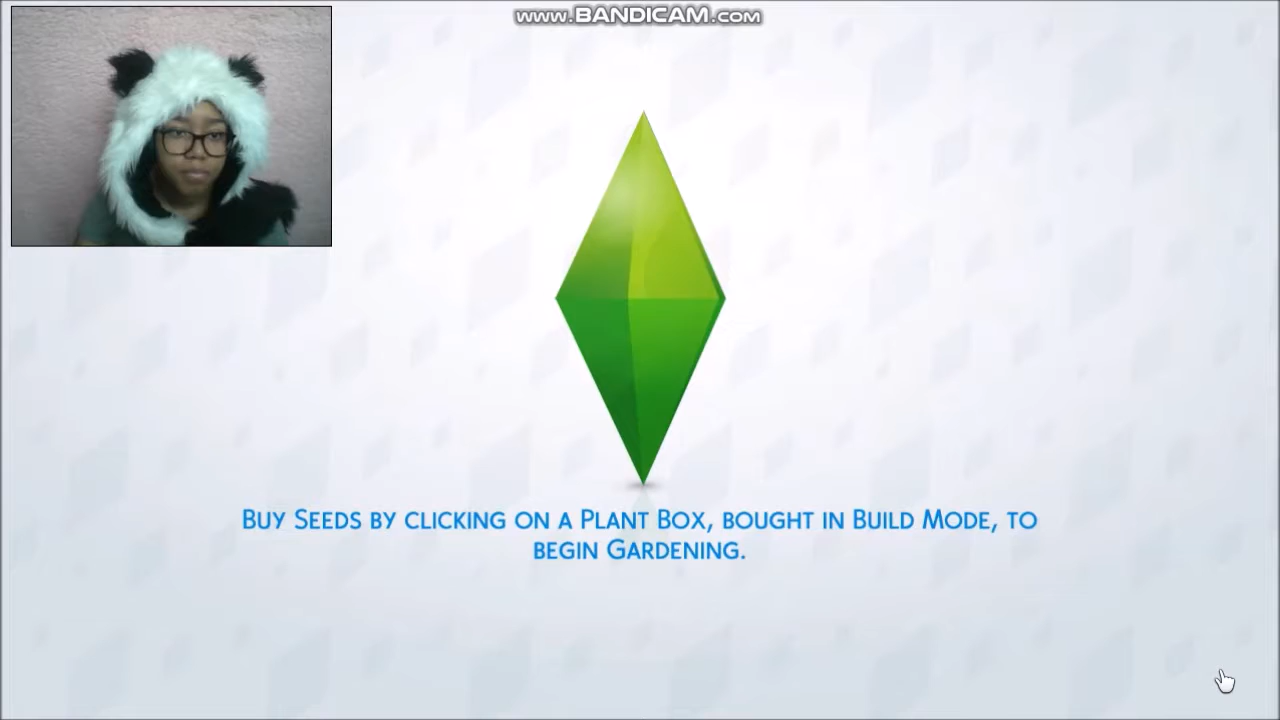 www.BANDICAM.com
Buy Seeds by clicking on a Plant Box, bought in Build Mode, to
begin Gardening.